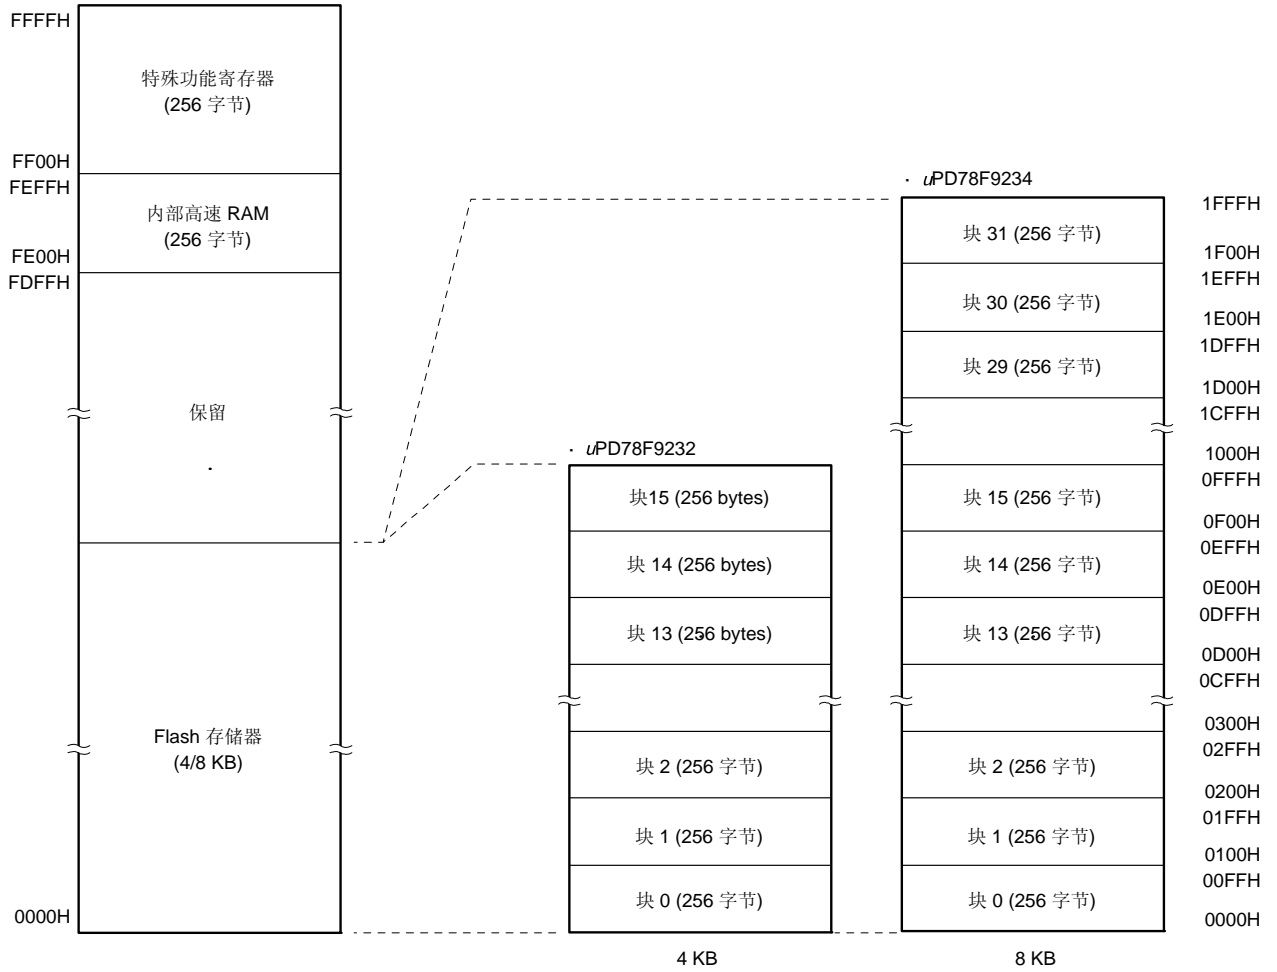 FFFFH
特殊功能寄存器
(256 字节)
FF00H
FEFFH
内部高速 RAM
(256 字节)
FE00H
FDFFH
保留
Flash 存储器
(4/8 KB)
0000H
· uPD78F9232
块15 (256 bytes)
块 14 (256 bytes)
块 13 (256 bytes)
块 2 (256 字节)
块 1 (256 字节)
块 0 (256 字节)
4 KB
· uPD78F9234
块 31 (256 字节)
块 30 (256 字节)
块 29 (256 字节)
块 15 (256 字节)
块 14 (256 字节)
块 13 (256 字节)
块 2 (256 字节)
块 1 (256 字节)
块 0 (256 字节)
8 KB
1FFFH
1F00H
1EFFH
1E00H
1DFFH
1D00H
1CFFH
1000H
0FFFH
0F00H
0EFFH
0E00H
0DFFH
0D00H
0CFFH
0300H
02FFH
0200H
01FFH
0100H
00FFH
0000H